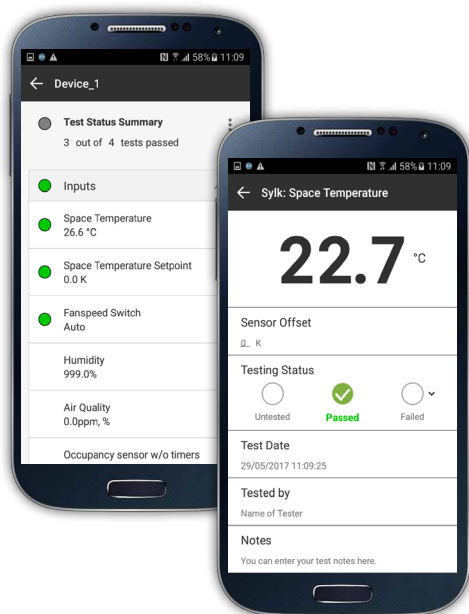 58% 11:09
Device_1
Test Status Summary
3 out of 4 tests passed
Inputs
Space Temperature
26.6 °C
Space Temperature Setpoint
0.0 K
Fanspeed Switch
Auto
Humidity
999.0%
Air Quality
0.0ppm, %
Occupancy sensor w/o timers
58% 11:09
Sylk: Space Temperature
22.7 °C
Sensor Offset
0 K
Testing Status
Untested Passed Failed
Test Date
29/05/2017 11:09:25
Tested by
Name of Tester
Notes
You can enter your test notes here.